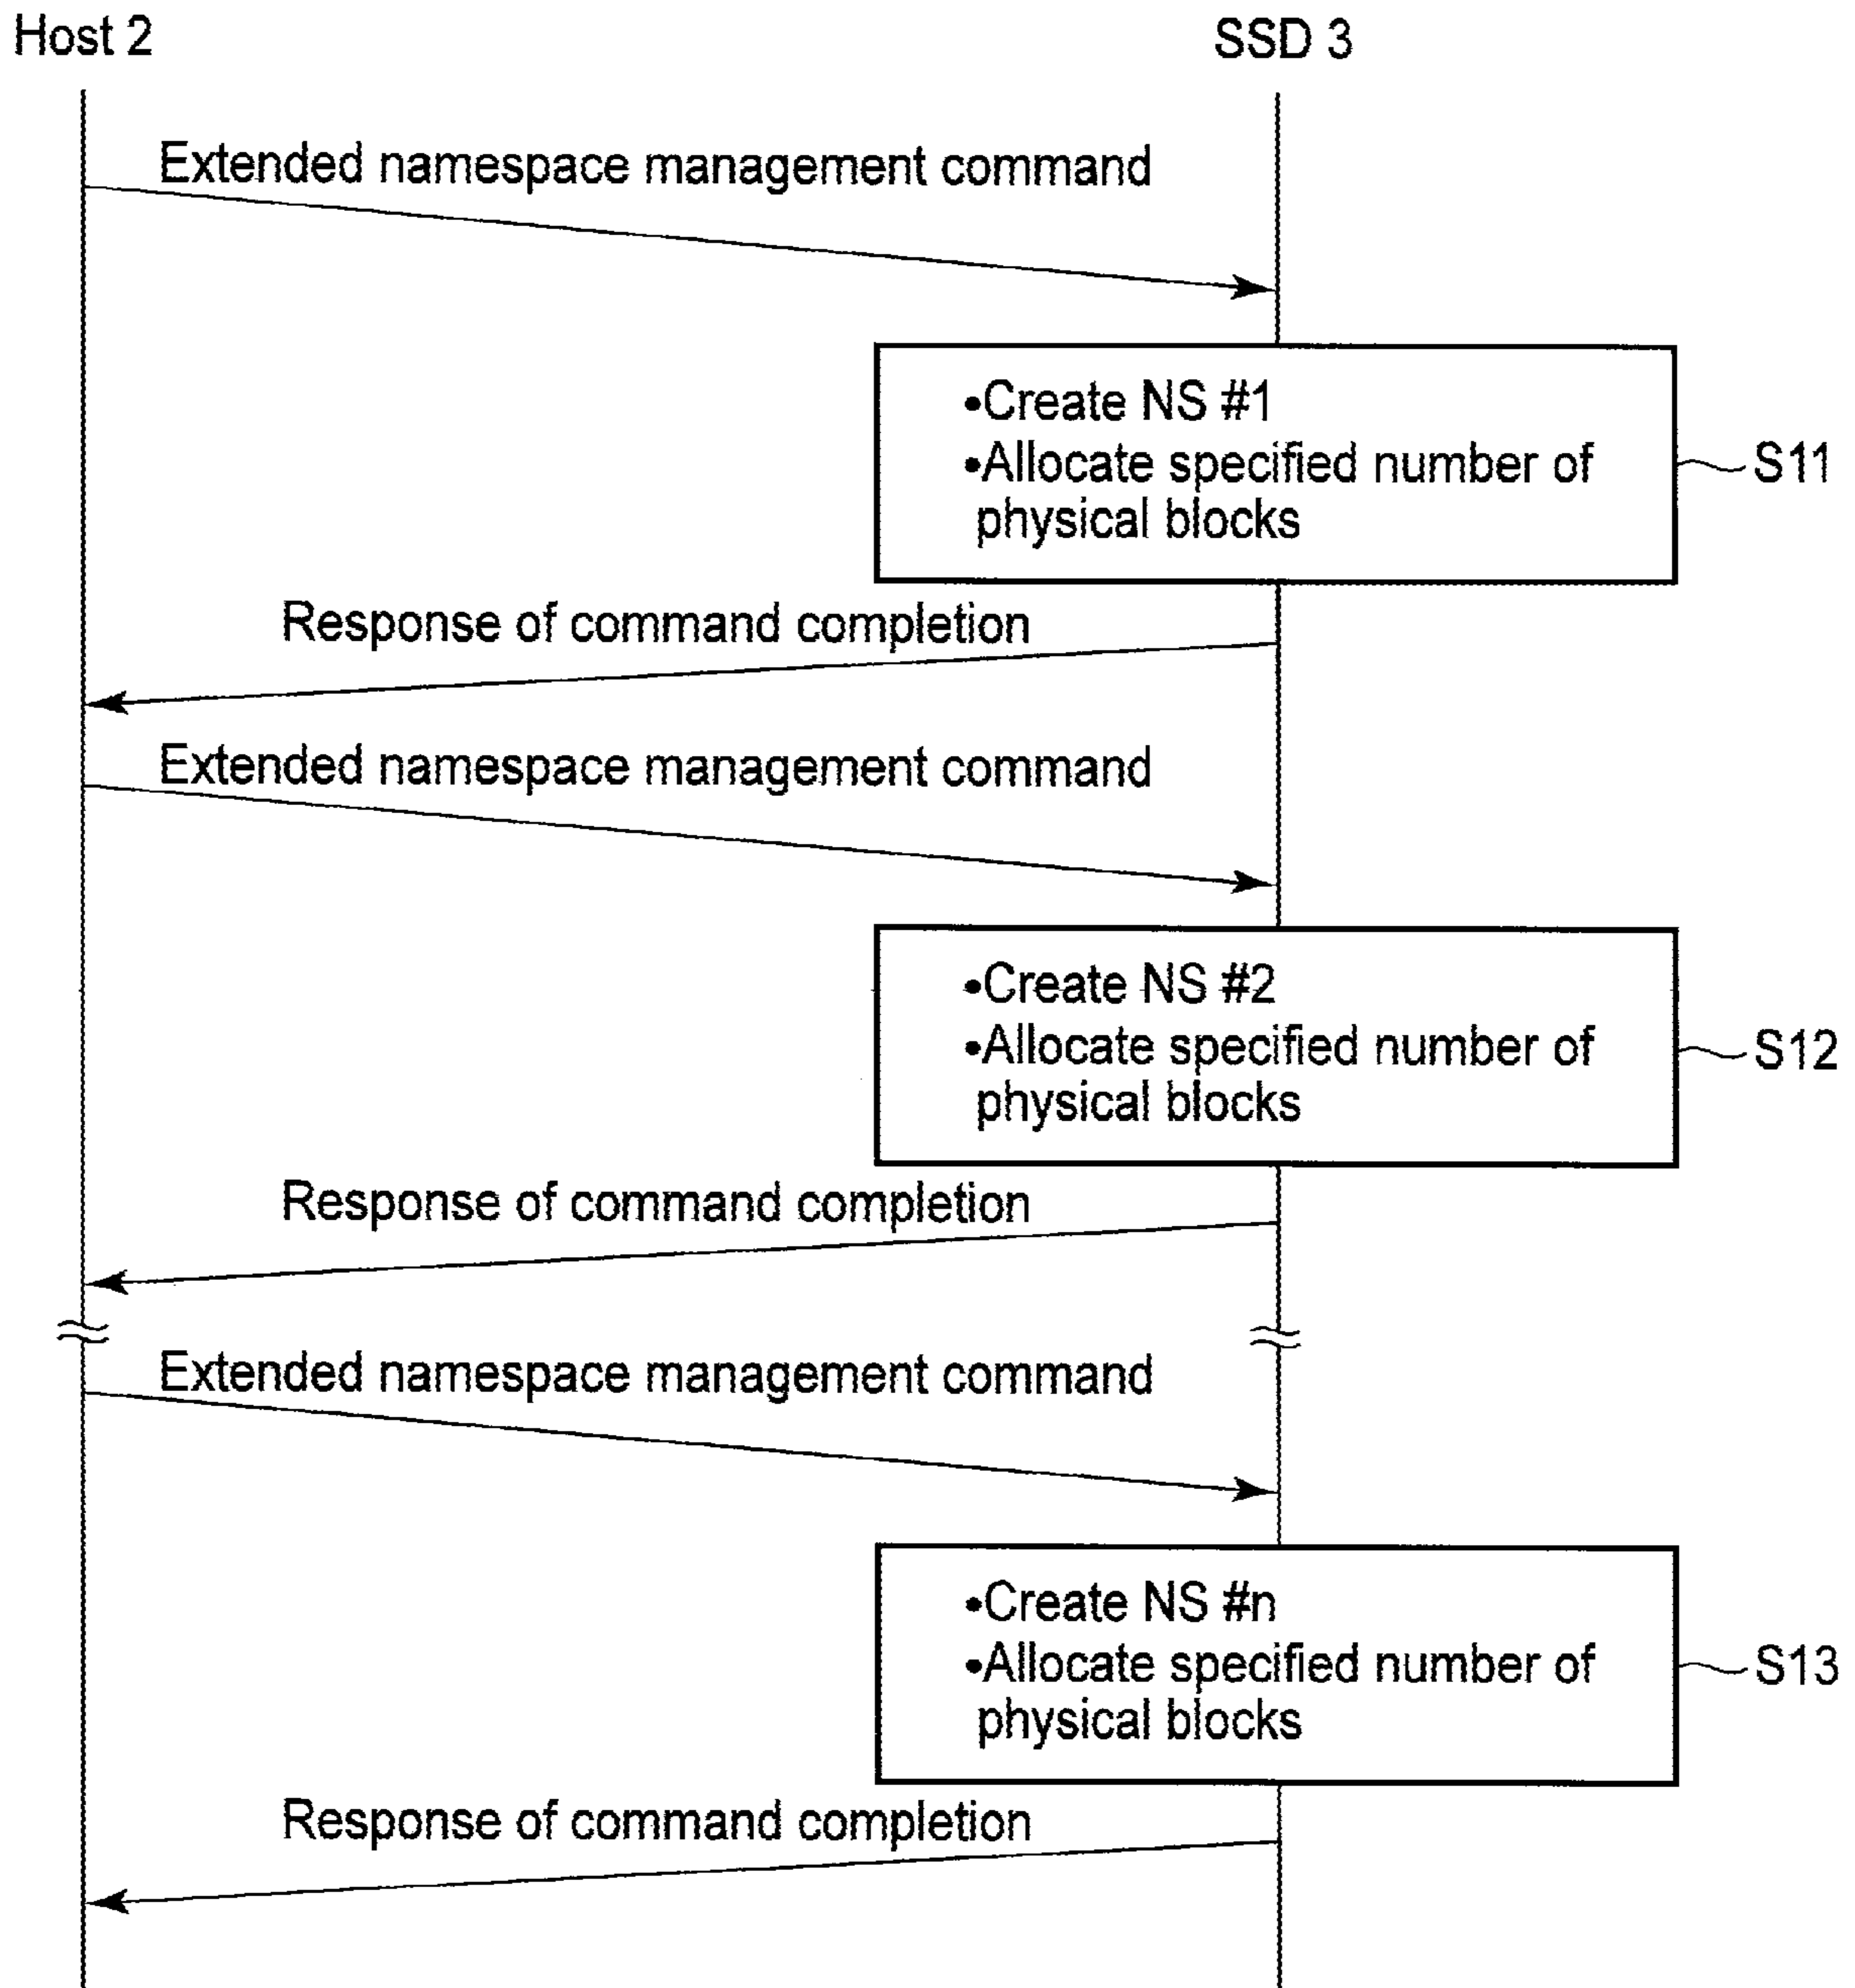 Host 2
SSD 3
Extended namespace management command
•Create NS #1
•Allocate specified number of
physical blocks
S11
Response of command completion
Extended namespace management command
•Create NS #2
•Allocate specified number of
physical blocks
S12
Response of command completion
Extended namespace management command
•Create NS #n
•Allocate specified number of
physical blocks
S13
Response of command completion